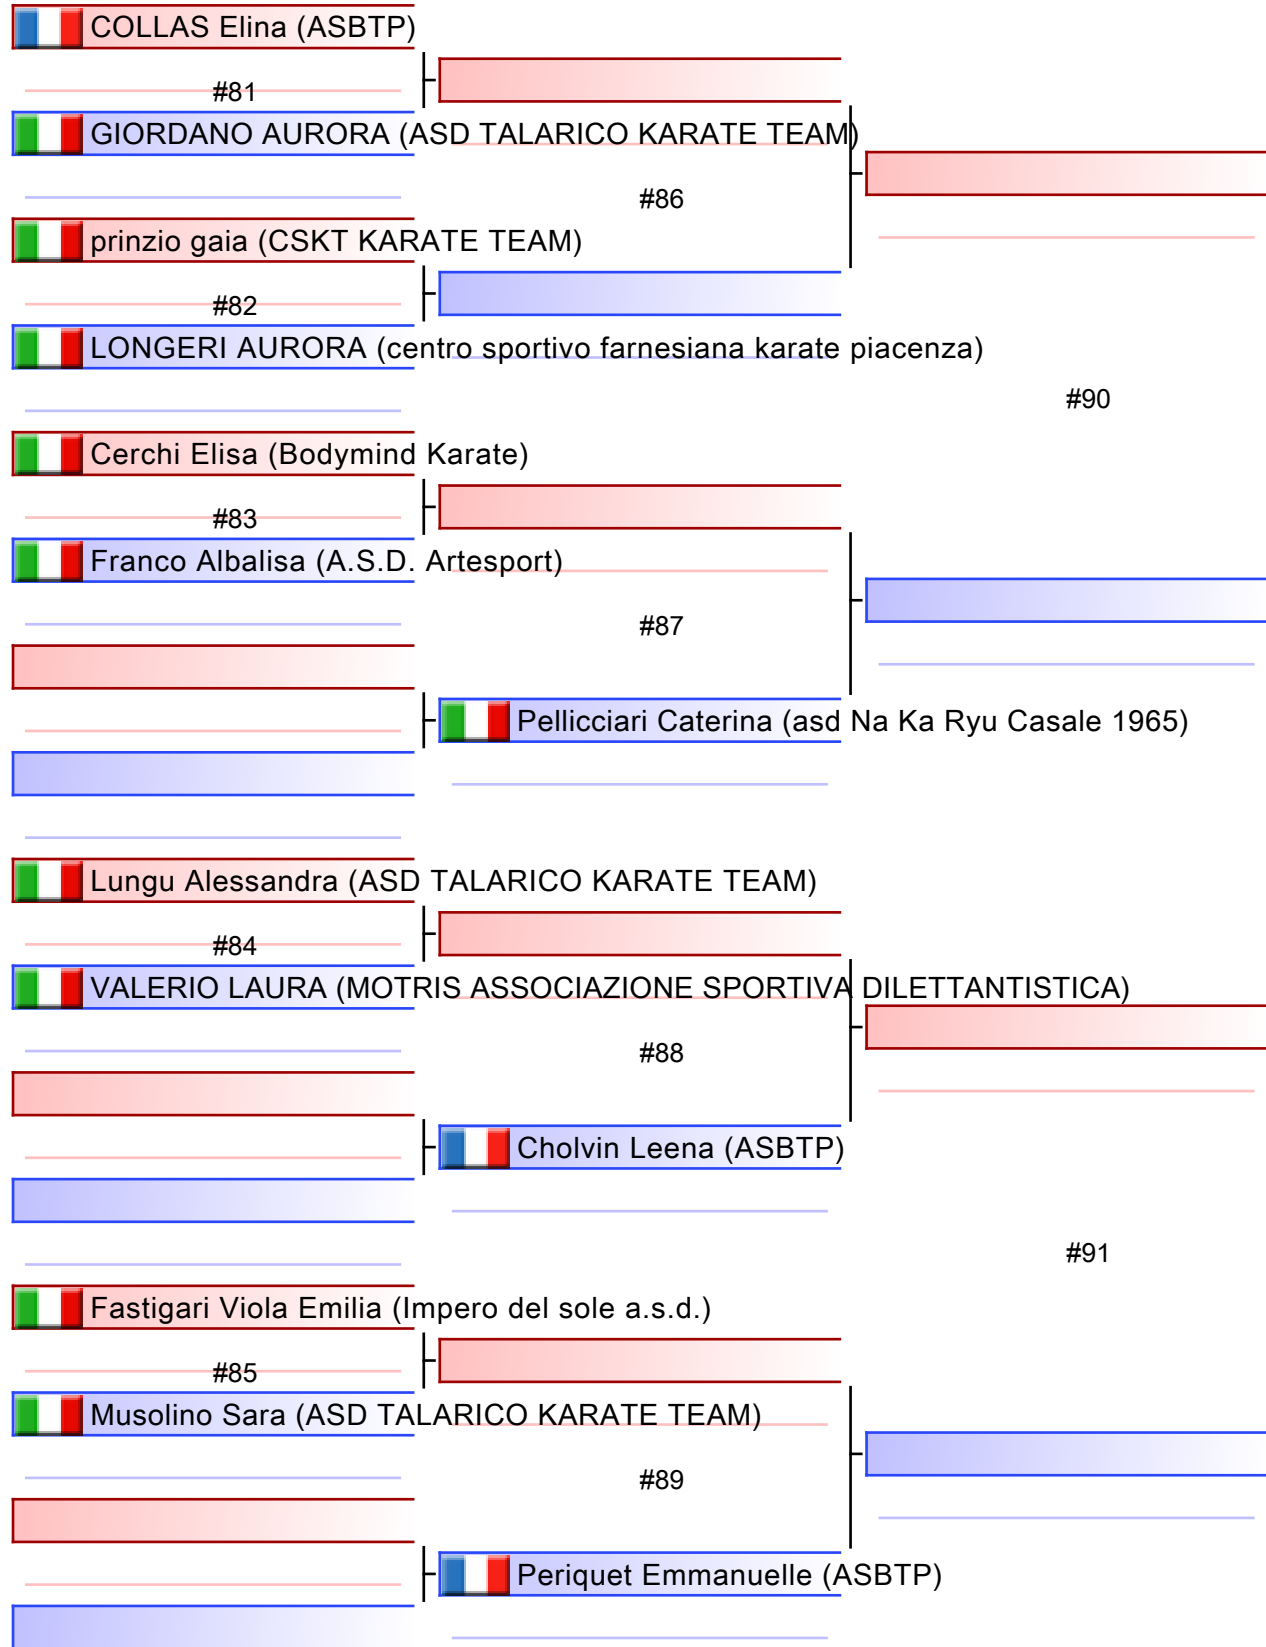 COLLAS Elina (ASBTP)
#81
GIORDANO AURORA (ASD TALARICO KARATE TEAM)
#86
prinzio gaia (CSKT KARATE TEAM)
#82
LONGERI AURORA (centro sportivo farnesiana karate piacenza)
#90
Cerchi Elisa (Bodymind Karate)
#83
Franco Albalisa (A.S.D. Artesport)
#87
Pellicciari Caterina (asd Na Ka Ryu Casale 1965)
Lungu Alessandra (ASD TALARICO KARATE TEAM)
#84
VALERIO LAURA (MOTRIS ASSOCIAZIONE SPORTIVA DILETTANTISTICA)
#88
Cholvin Leena (ASBTP)
#91
Fastigari Viola Emilia (Impero del sole a.s.d.)
#85
Musolino Sara (ASD TALARICO KARATE TEAM)
#89
Periquet Emmanuelle (ASBTP)